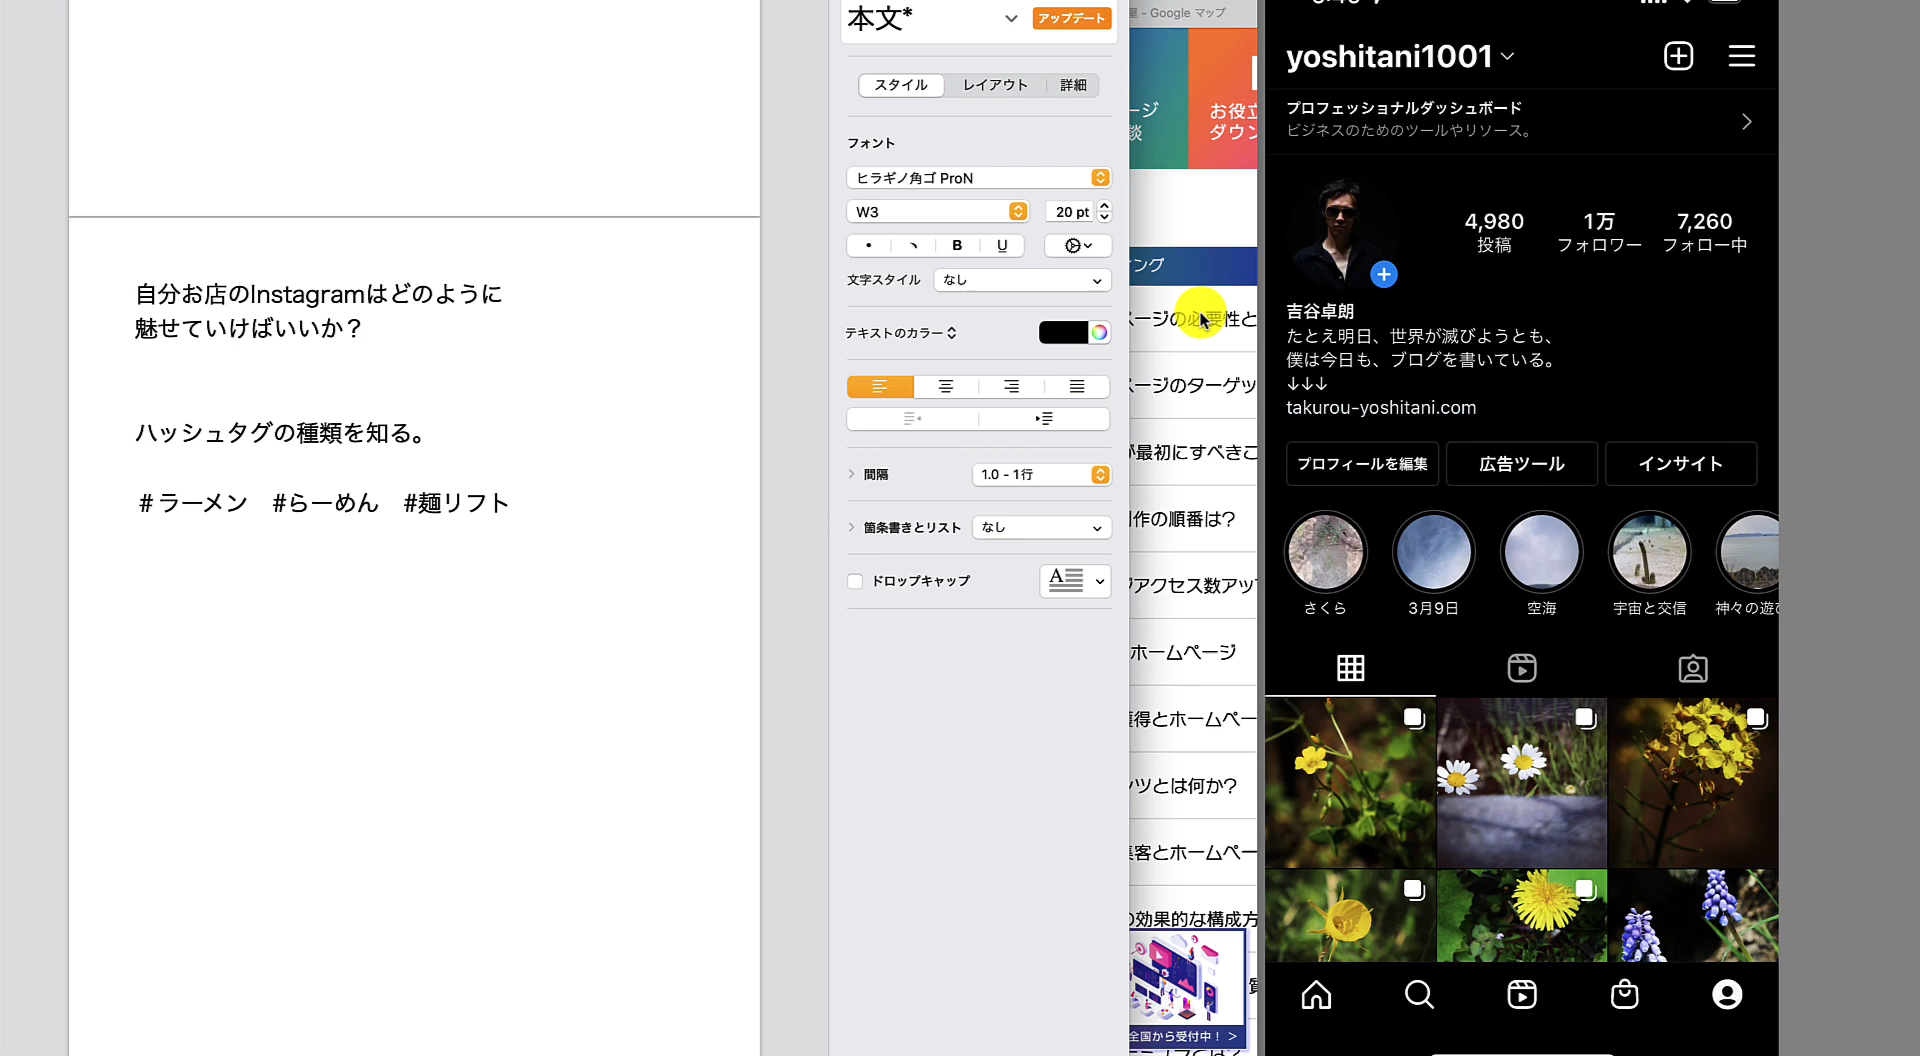 自分お店のInstagramはどのように
魅せていけばいいか？
ハッシュタグの種類を知る。
＃ラーメン　#らーめん　#麺リフト
本文*
アップデート
スタイル
レイアウト
詳細
フォント
ヒラギノ角ゴ ProN
W3
20 pt
B
U
文字スタイル
なし
テキストのカラー
間隔
1.0 - 1行
箇条書きとリスト
なし
ドロップキャップ
屋 - Google マップ
ージ
談
お役立
ダウン
ング
ージの必要性と
ージのターゲッ
最初にすべきこ
作の順番は?
アクセス数アッ
ホームページ
得とホームペー
ツとは何か?
集客とホームペー
の効果的な構成方
全国から受付中！ >
yoshitani1001
プロフェッショナルダッシュボード
ビジネスのためのツールやリソース。
4,980
投稿
1万
フォロワー
7,260
フォロー中
吉谷卓朗
たとえ明日、世界が滅びようとも、
僕は今日も、ブログを書いている。
↓↓↓
takurou-yoshitani.com
プロフィールを編集
広告ツール
インサイト
さくら
3月9日
空海
宇宙と交信
神々の遊び